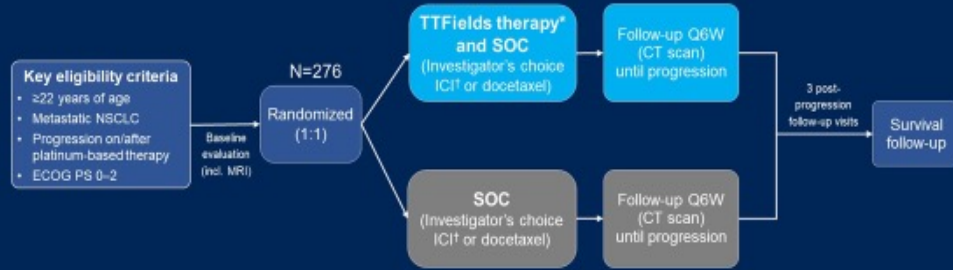 Key eligibility criteria
• ≥22 years of age
• Metastatic NSCLC
• Progression on/after
platinum-based therapy
• ECOG PS 0–2
Baseline
evaluation
(incl. MRI)
N=276
Randomized
(1:1)
TTFields therapy*
and SOC
(Investigator's choice
ICI† or docetaxel)
Follow-up Q6W
(CT scan)
until progression
SOC
(Investigator's choice
ICI† or docetaxel)
Follow-up Q6W
(CT scan)
until progression
3 post-
progression
follow-up visits
Survival
follow-up